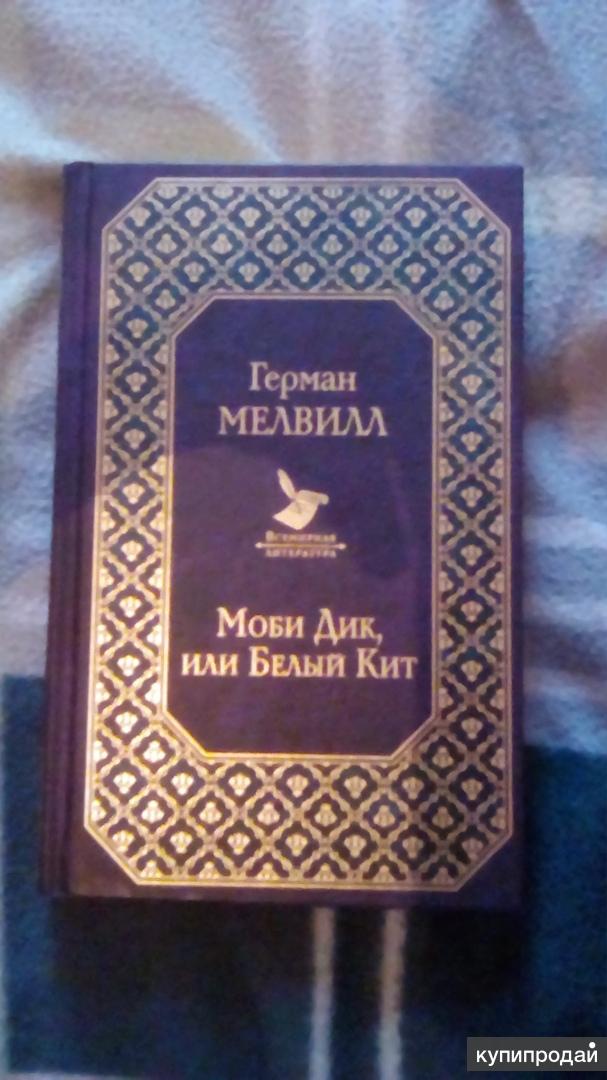 Герман
МЕЛВИЛЛ
Всемирная
литература
Моби Дик,
или Белый Кит
купипродай